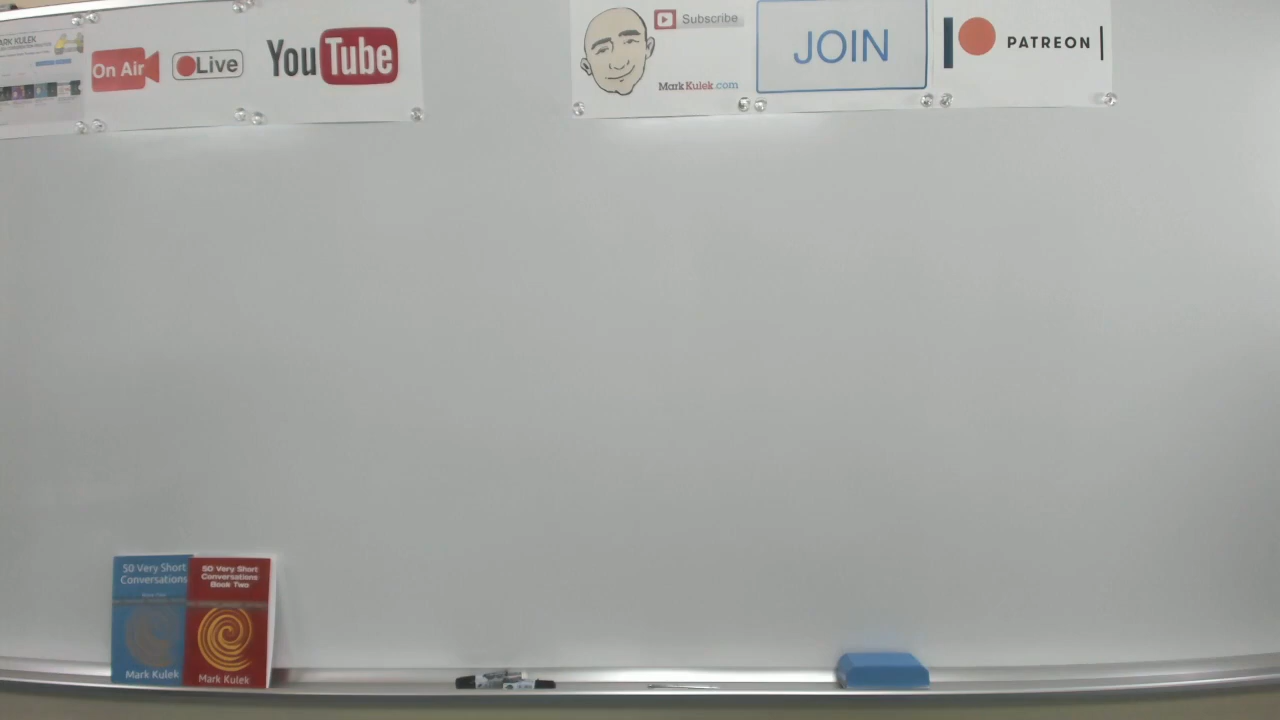 MARK KULEK
On Air
Live
YouTube
Subscribe
MarkKulek.com
JOIN
PATREON
50 Very Short
Conversations
Mark Kulek
50 Very Short
Conversations
Book Two
Mark Kulek